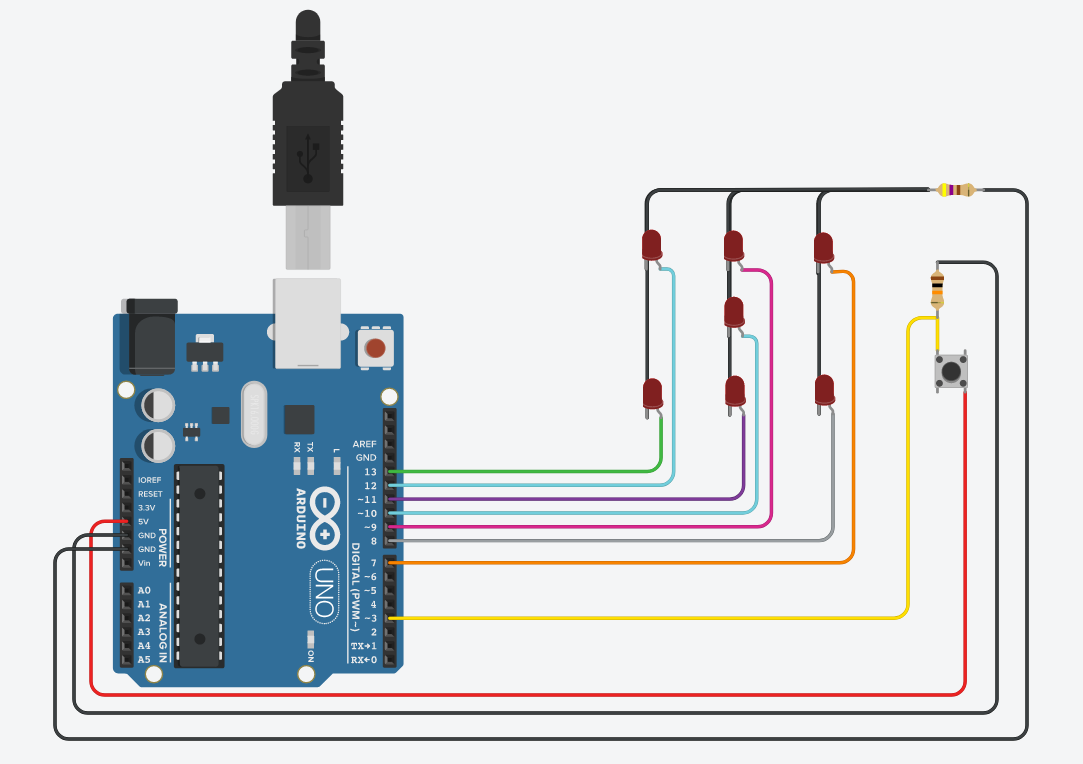 AREF
GND
RX
TX
L
13
12
~11
~10
~9
8
7
~6
~5
4
~3
2
TX→1
RX←0
DIGITAL (PWM~)
ARDUINO
UNO
ON
IOREF
RESET
3.3V
5V
GND
GND
Vin
POWER
A0
A1
A2
A3
A4
A5
ANALOG IN